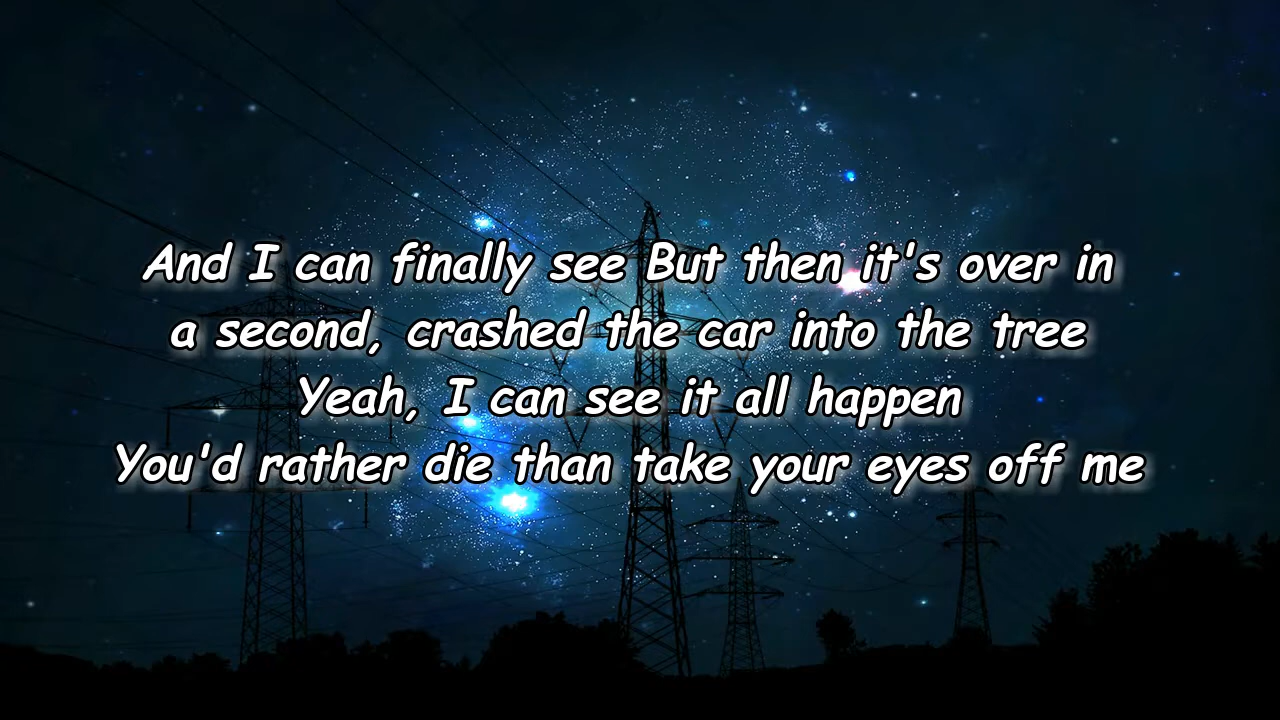 And I can finally see But then it's over in
a second, crashed the car into the tree
Yeah, I can see it all happen
You'd rather die than take your eyes off me